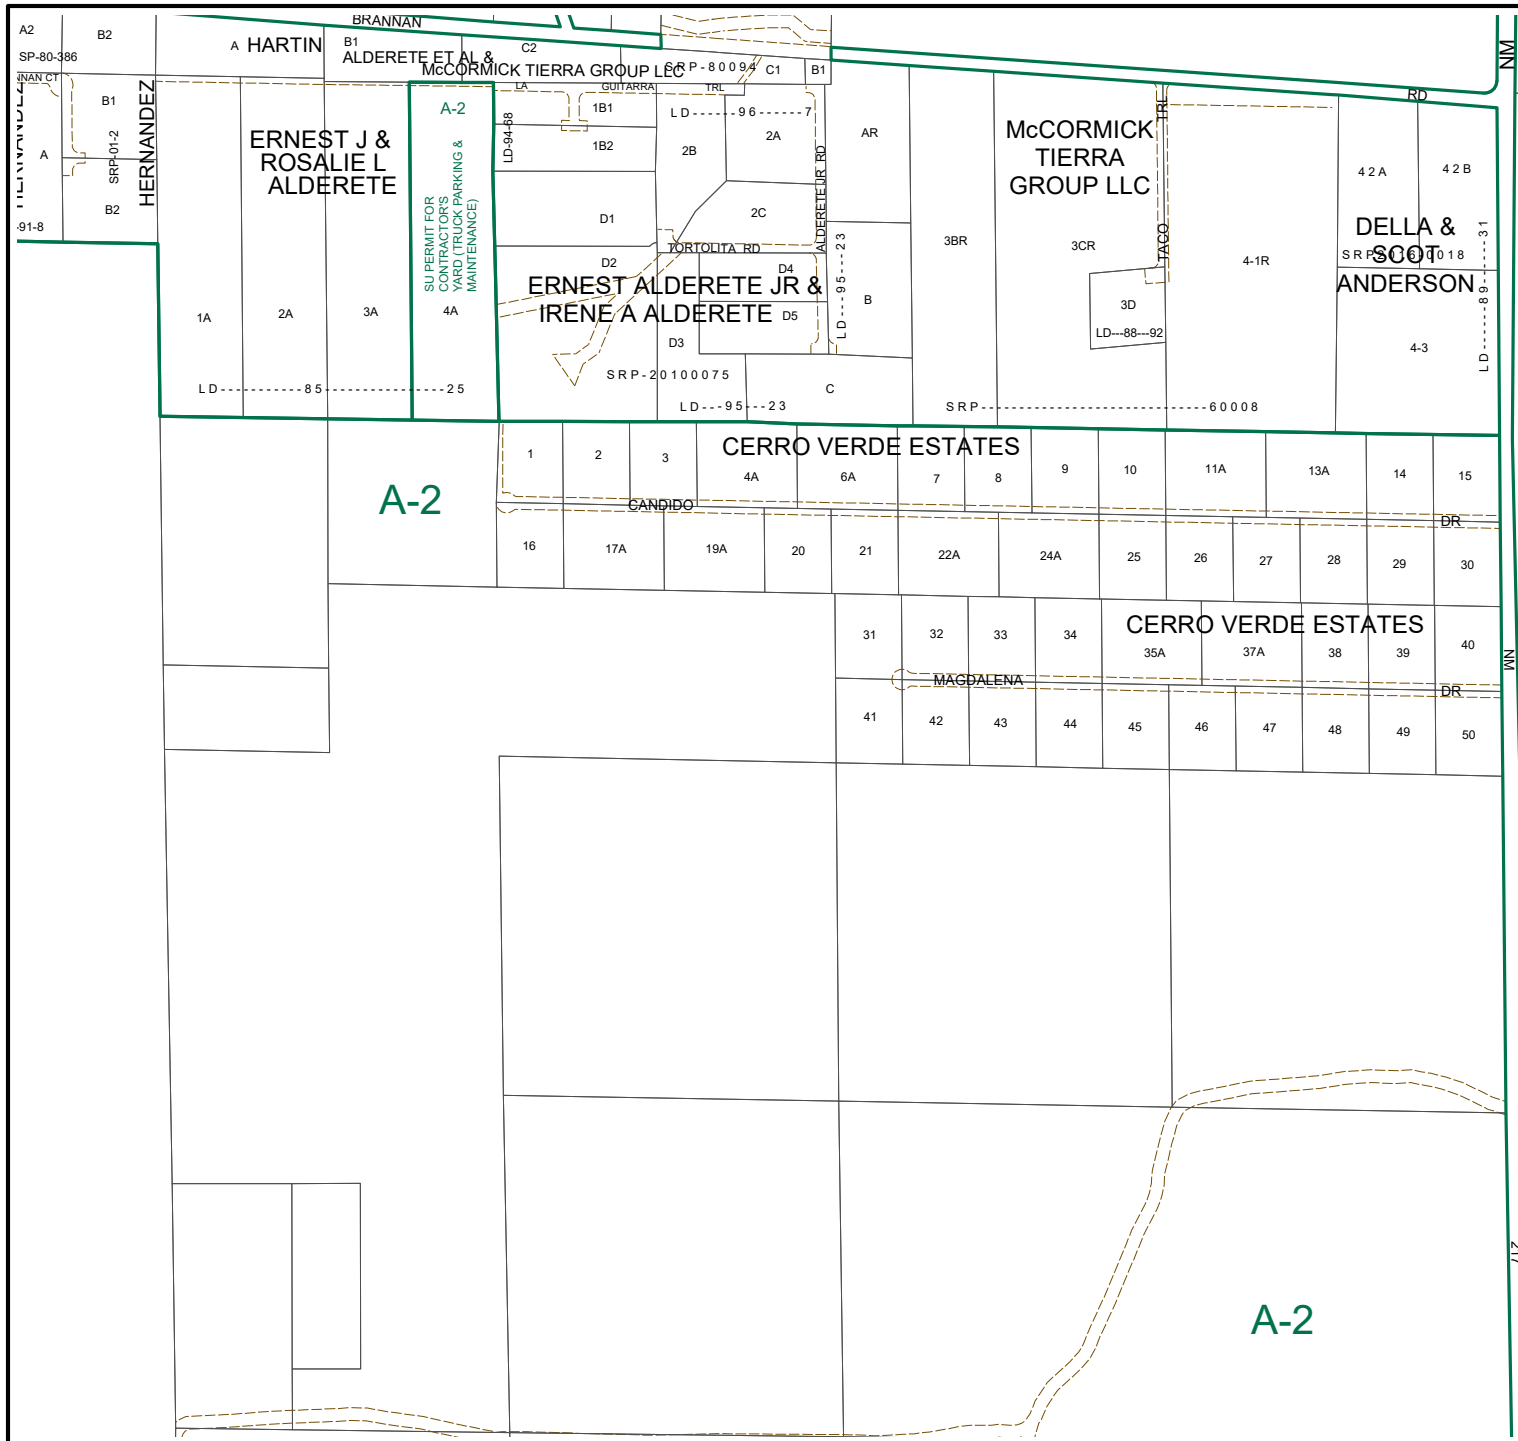 BRANNAN
A2
B2
A HARTIN
B1
ALDERETE ET AL &
McCORMICK TIERRA GROUP LLC
C2
SRP-80094
C1
B1
SP-80-386
NNAN CT
HERNANDEZ
B1
SRP-01-2
HERNANDEZ
A
B2
-91-8
ERNEST J &
ROSALIE L
ALDERETE
A-2
SU PERMIT FOR
CONTRACTOR'S
YARD (TRUCK PARKING &
MAINTENANCE)
1A
2A
3A
4A
LD-----------85----------------25
LA GUITARRA TRL
LD-94-68
1B1
1B2
D1
D2
LD------96------7
2A
2B
2C
ALDERETE JR RD
TORTOLITA RD
ERNEST ALDERETE JR &
IRENE A ALDERETE
D4
D5
D3
SRP-20100075
LD---95---23
LD---95---23
AR
B
C
3BR
McCORMICK
TIERRA
GROUP LLC
3CR
TACO TRL
3D
LD---88---92
4-1R
SRP-----------------------------60008
RD
NM
42A
42B
DELLA &
SCOT
ANDERSON
SRP2016-0018
4-3
LD------89------31
CERRO VERDE ESTATES
1
2
3
4A
6A
7
8
9
10
11A
13A
14
15
A-2
CANDIDO DR
16
17A
19A
20
21
22A
24A
25
26
27
28
29
30
CERRO VERDE ESTATES
31
32
33
34
35A
37A
38
39
40
NM
MAGDALENA DR
41
42
43
44
45
46
47
48
49
50
217
A-2